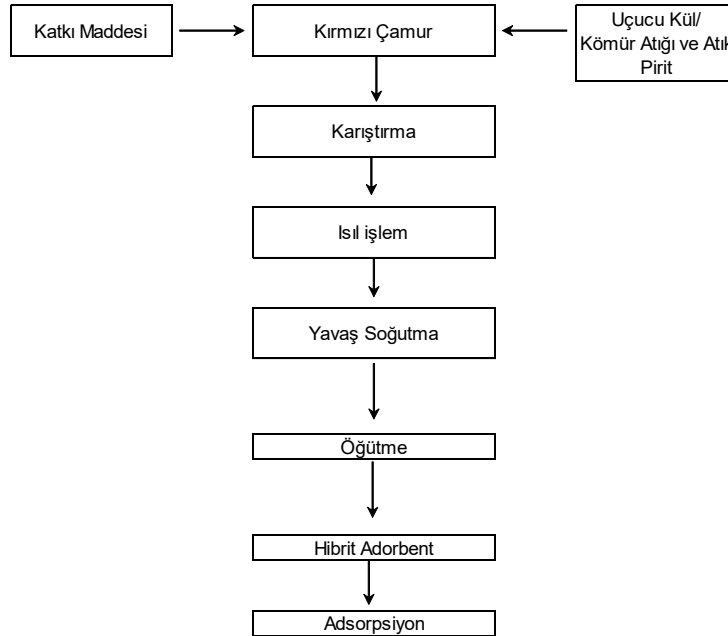 Katkı Maddesi
Kırmızı Çamur
Uçucu Kül/
Kömür Atığı ve Atık
Pirit
Karıştırma
Isıl işlem
Yavaş Soğutma
Öğütme
Hibrit Adorbent
Adsorpsiyon